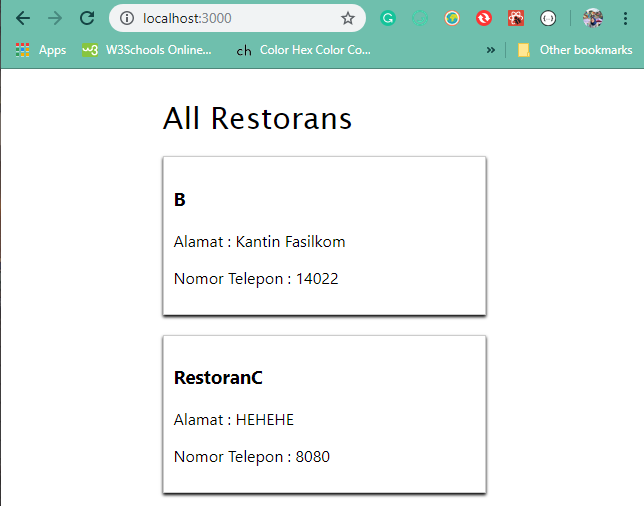 localhost:3000
Apps
W3Schools Online...
Color Hex Color Co...
»
Other bookmarks
All Restorans
B
Alamat : Kantin Fasilkom
Nomor Telepon : 14022
RestoranC
Alamat : HEHEHE
Nomor Telepon : 8080